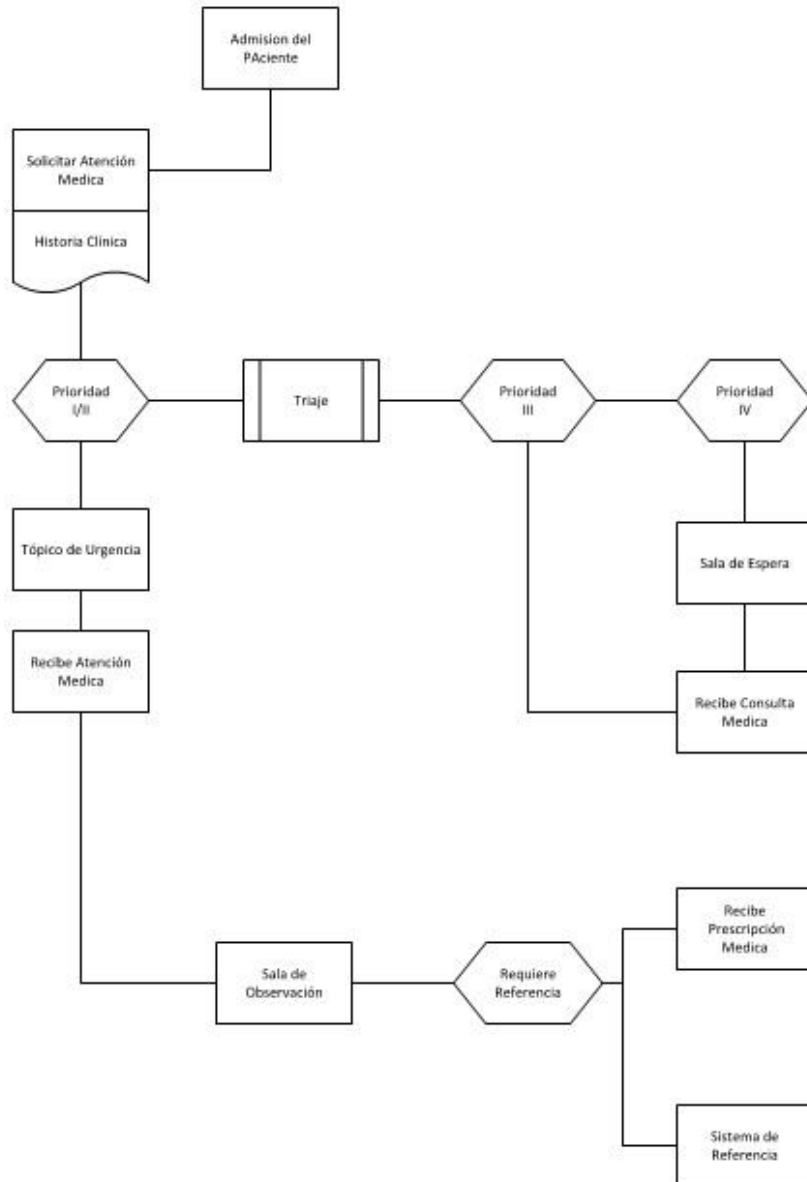 Admision del
PAciente
Solicitar Atención
Medica
Historia Clínica
Prioridad
I/II
Triaje
Prioridad
III
Prioridad
IV
Tópico de Urgencia
Sala de Espera
Recibe Atención
Medica
Recibe Consulta
Medica
Recibe
Prescripción
Medica
Sala de
Observación
Requiere
Referencia
Sistema de
Referencia